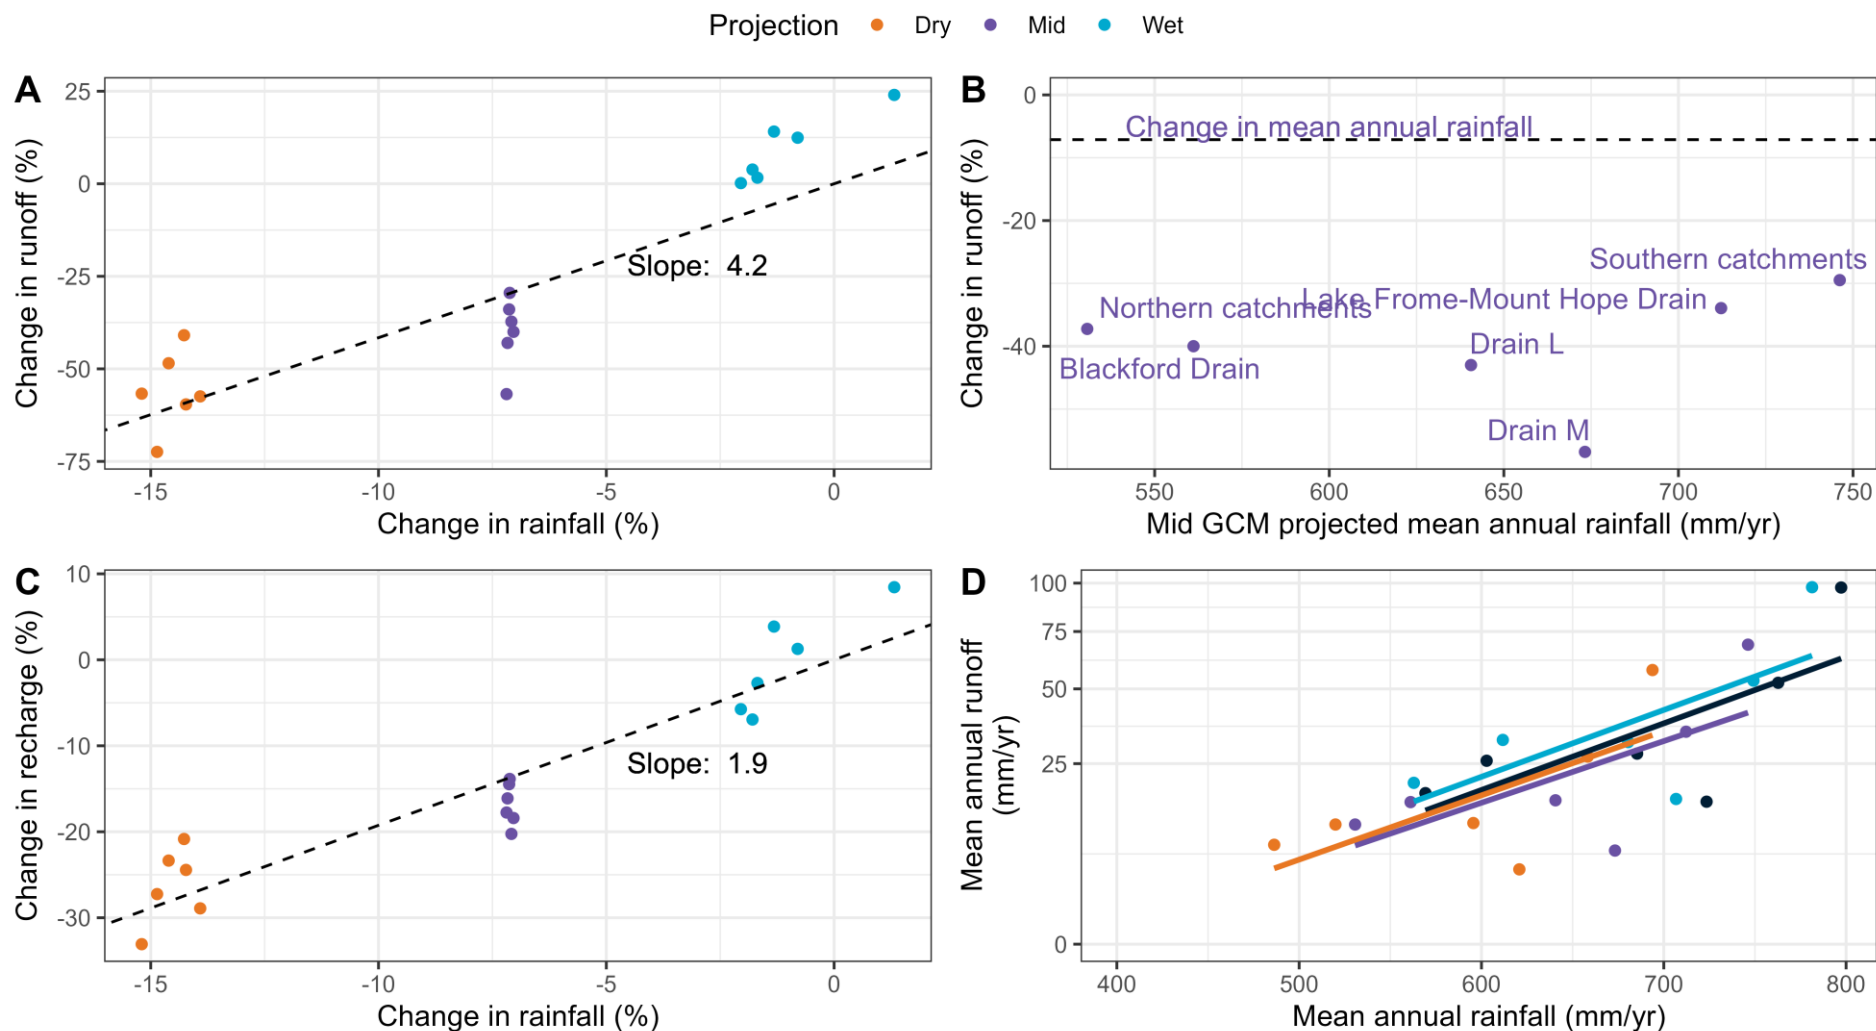 Projection Dry Mid Wet
A
25
0
-25
-50
-75
Change in runoff (%)
Slope: 4.2
-15 -10 -5 0
Change in rainfall (%)
B
0
-20
-40
Change in runoff (%)
Change in mean annual rainfall
Southern catchments
Lake Frome-Mount Hope Drain
Northern catchments
Drain L
Blackford Drain
Drain M
550 600 650 700 750
Mid GCM projected mean annual rainfall (mm/yr)
C
10
0
-10
-20
-30
Change in recharge (%)
Slope: 1.9
-15 -10 -5 0
Change in rainfall (%)
D
100
75
50
25
0
Mean annual runoff
(mm/yr)
400 500 600 700 800
Mean annual rainfall (mm/yr)